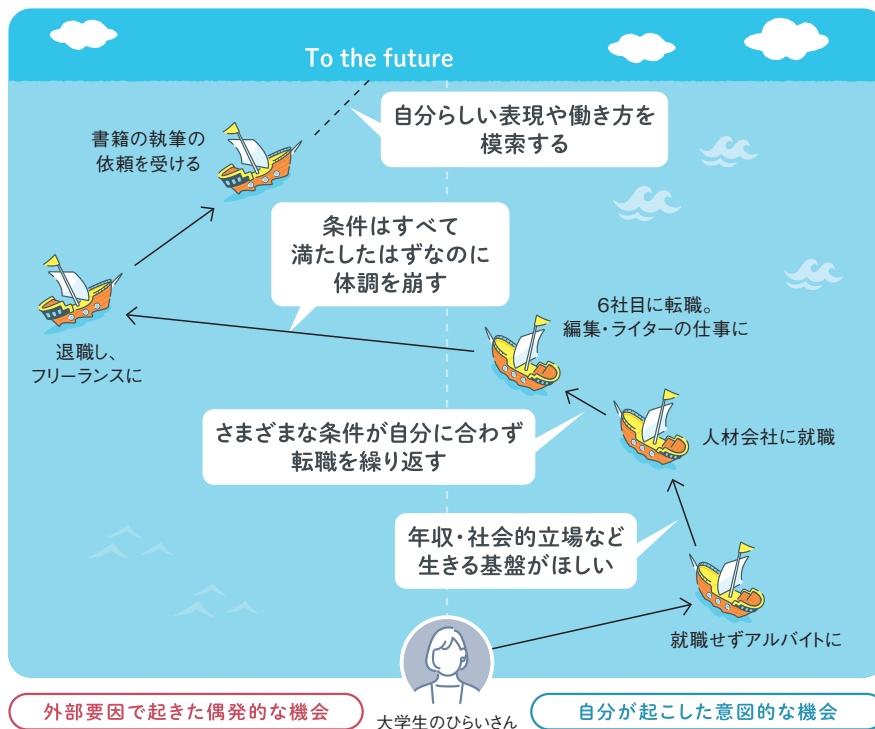 To the future
自分らしい表現や働き方を
模索する
書籍の執筆の
依頼を受ける
条件はすべて
満たしたはずなのに
体調を崩す
6社目に転職。
編集・ライターの仕事に
退職し、
フリーランスに
さまざまな条件が自分に合わず
転職を繰り返す
人材会社に就職
年収・社会的立場など
生きる基盤がほしい
就職せずアルバイトに
外部要因で起きた偶発的な機会
大学生のひらいさん
自分が起こした意図的な機会